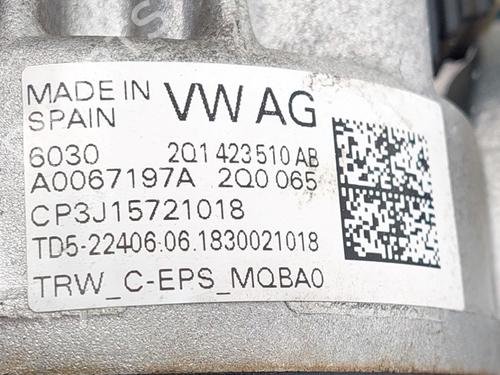 MADE IN SPAIN VW AG
6030 2Q1 423 510 AB
A0067197A 2Q0 065
CP3J15721018
TD5-22406.06.1830021018
TRW_C-EPS_MQBA0